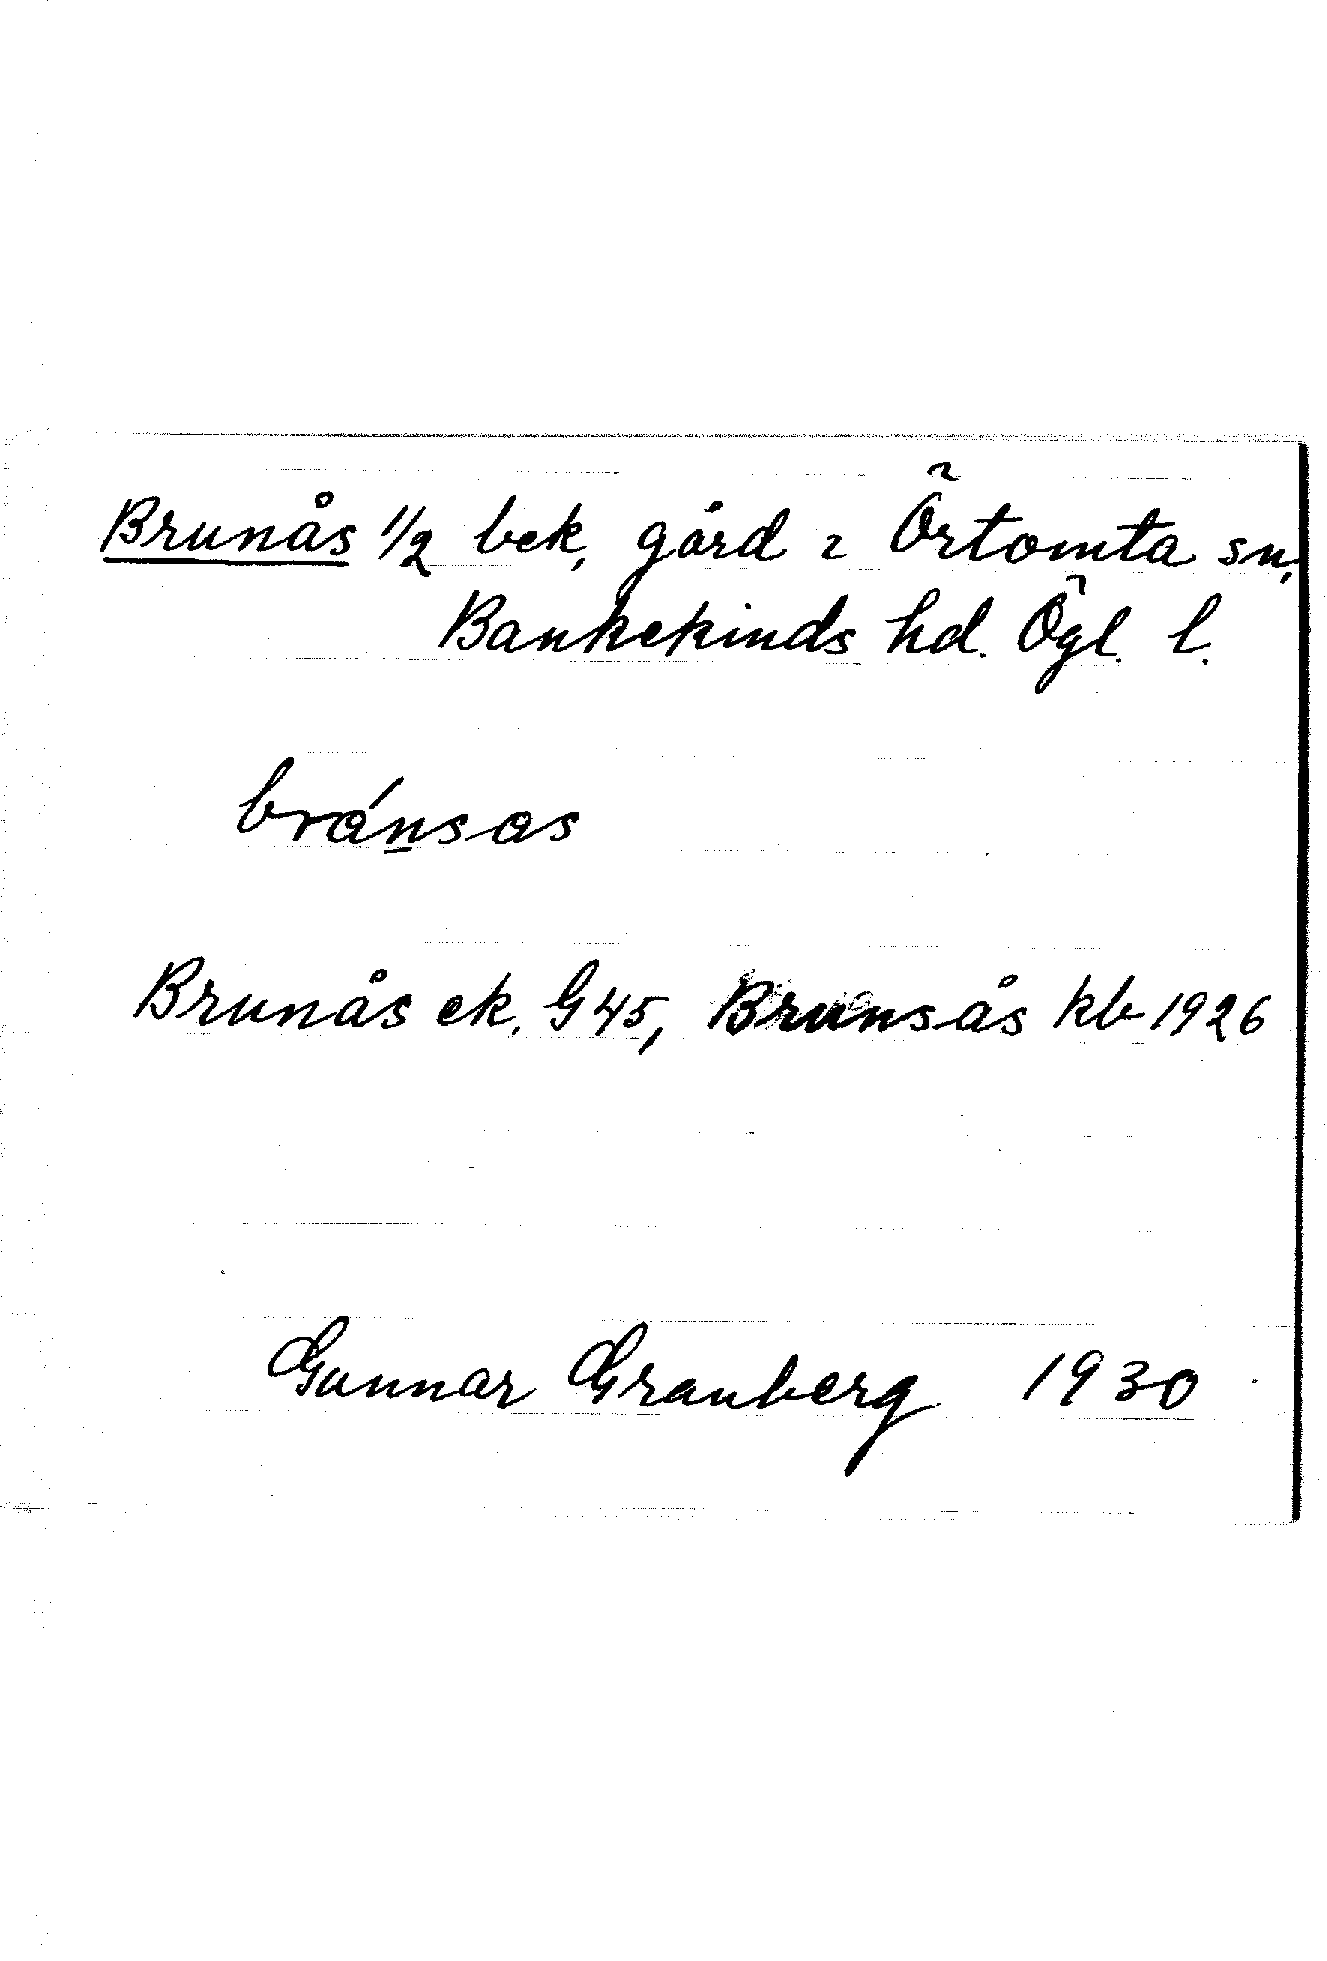 Brunås 1/2 bek, gård i Örtomta sn,
Bankekinds hd. Ögl. l.
bránsas
Brunås ek. G 45, Brunsås kb 1926
Gunnar Granberg 1930